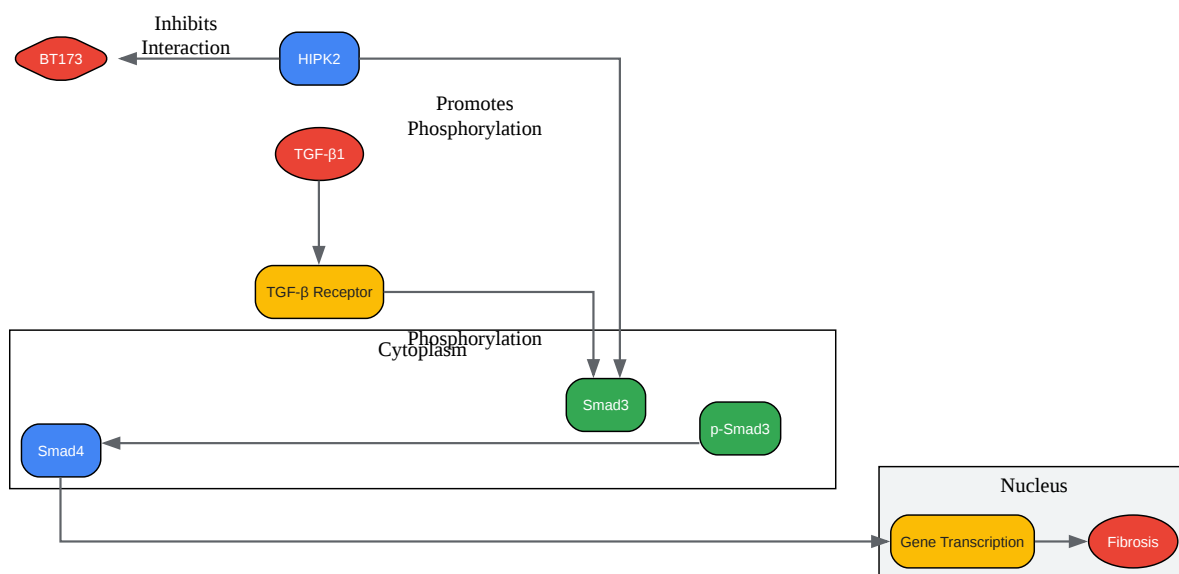 Inhibits
Interaction
BT173
HIPK2
Promotes
Phosphorylation
TGF-β1
TGF-β Receptor
Phosphorylation
Cytoplasm
Smad3
p-Smad3
Smad4
Nucleus
Gene Transcription
Fibrosis